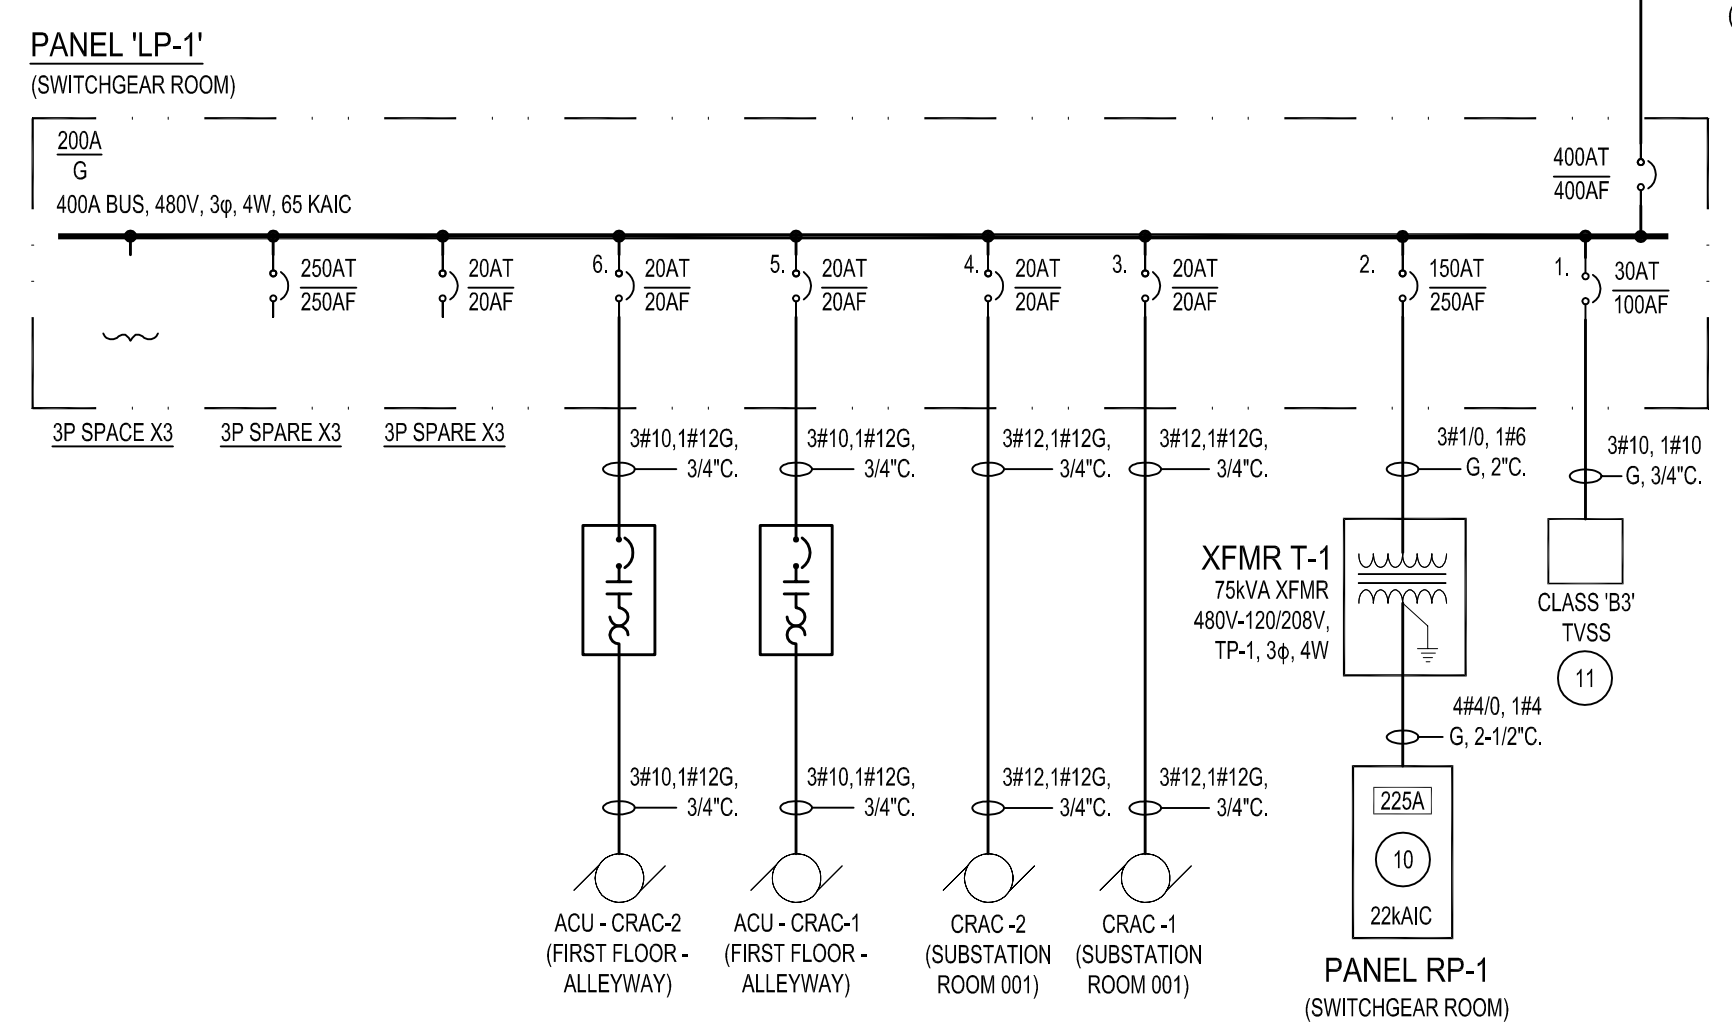 PANEL 'LP-1'
(SWITCHGEAR ROOM)
200A
G
400A BUS, 480V, 3φ, 4W, 65 KAIC
400AT
400AF
250AT
250AF
20AT
20AF
6.
20AT
20AF
5.
20AT
20AF
4.
20AT
20AF
3.
20AT
20AF
2.
150AT
250AF
1.
30AT
100AF
3P SPACE X3
3P SPARE X3
3P SPARE X3
3#10,1#12G,
3/4"C.
3#10,1#12G,
3/4"C.
3#12,1#12G,
3/4"C.
3#12,1#12G,
3/4"C.
3#1/0, 1#6
G, 2"C.
3#10, 1#10
G, 3/4"C.
XFMR T-1
75kVA XFMR
480V-120/208V,
TP-1, 3φ, 4W
CLASS 'B3'
TVSS
11
4#4/0, 1#4
G, 2-1/2"C.
3#10,1#12G,
3/4"C.
3#10,1#12G,
3/4"C.
3#12,1#12G,
3/4"C.
3#12,1#12G,
3/4"C.
225A
10
22kAIC
ACU - CRAC-2
(FIRST FLOOR -
ALLEYWAY)
ACU - CRAC-1
(FIRST FLOOR -
ALLEYWAY)
CRAC -2
(SUBSTATION
ROOM 001)
CRAC -1
(SUBSTATION
ROOM 001)
PANEL RP-1
(SWITCHGEAR ROOM)